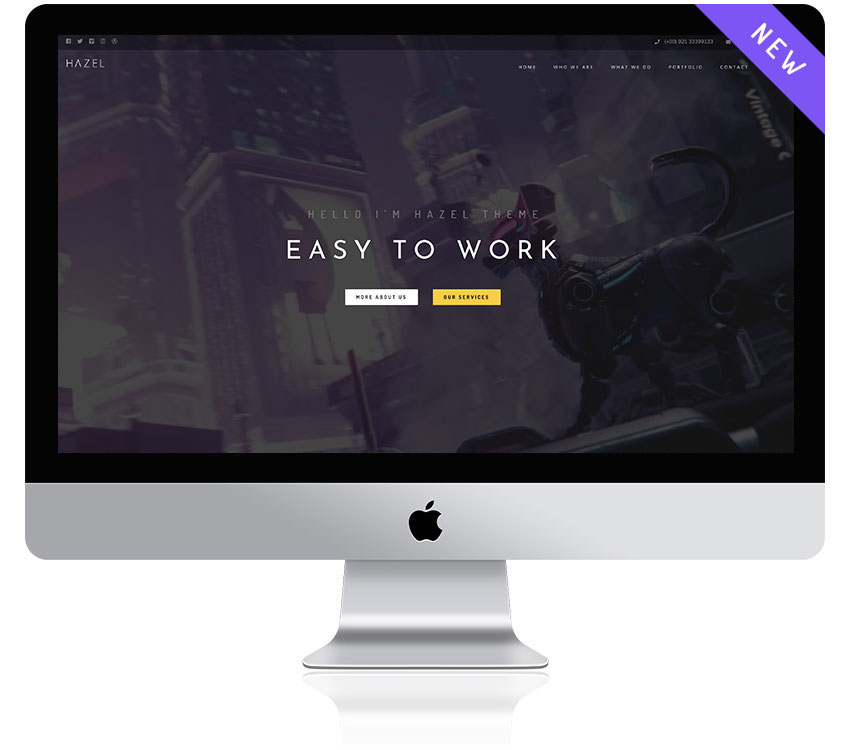 (+00) 921 33399133
NEW
HAZEL
HOME WHO WE ARE WHAT WE DO PORTFOLIO CONTACT
Vintage C
HELLO I'M HAZEL THEME
EASY TO WORK
MORE ABOUT US OUR SERVICES